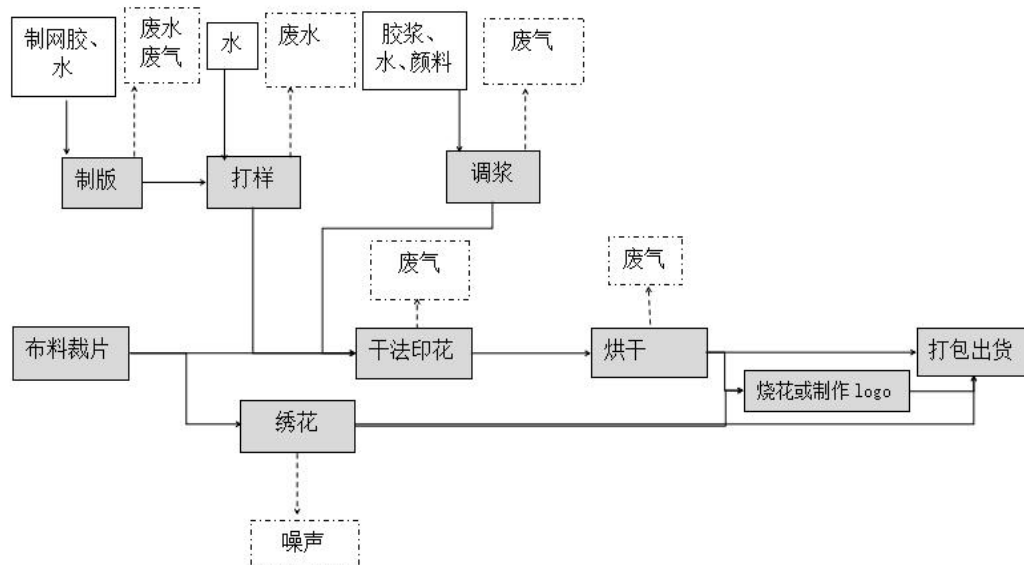 制网胶、
水
废水
废气
水
废水
胶浆、
水、颜料
废气
制版
打样
调浆
废气
废气
布料裁片
干法印花
烘干
打包出货
烧花或制作 logo
绣花
噪声